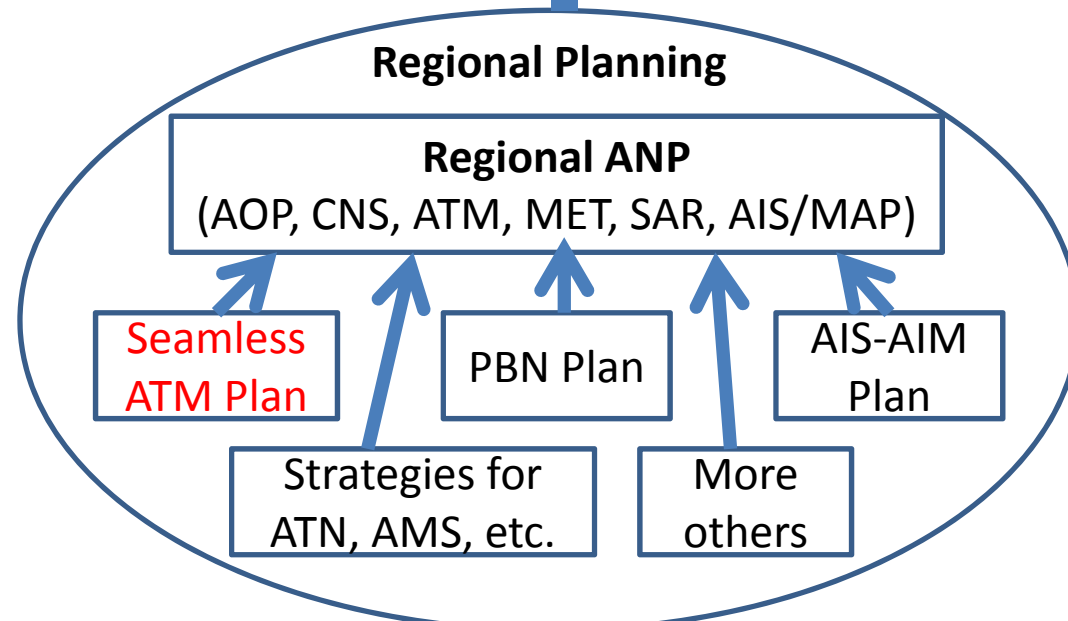 Regional Planning
Regional ANP
(AOP, CNS, ATM, MET, SAR, AIS/MAP)
Seamless
ATM Plan
PBN Plan
AIS-AIM
Plan
Strategies for
ATN, AMS, etc.
More
others